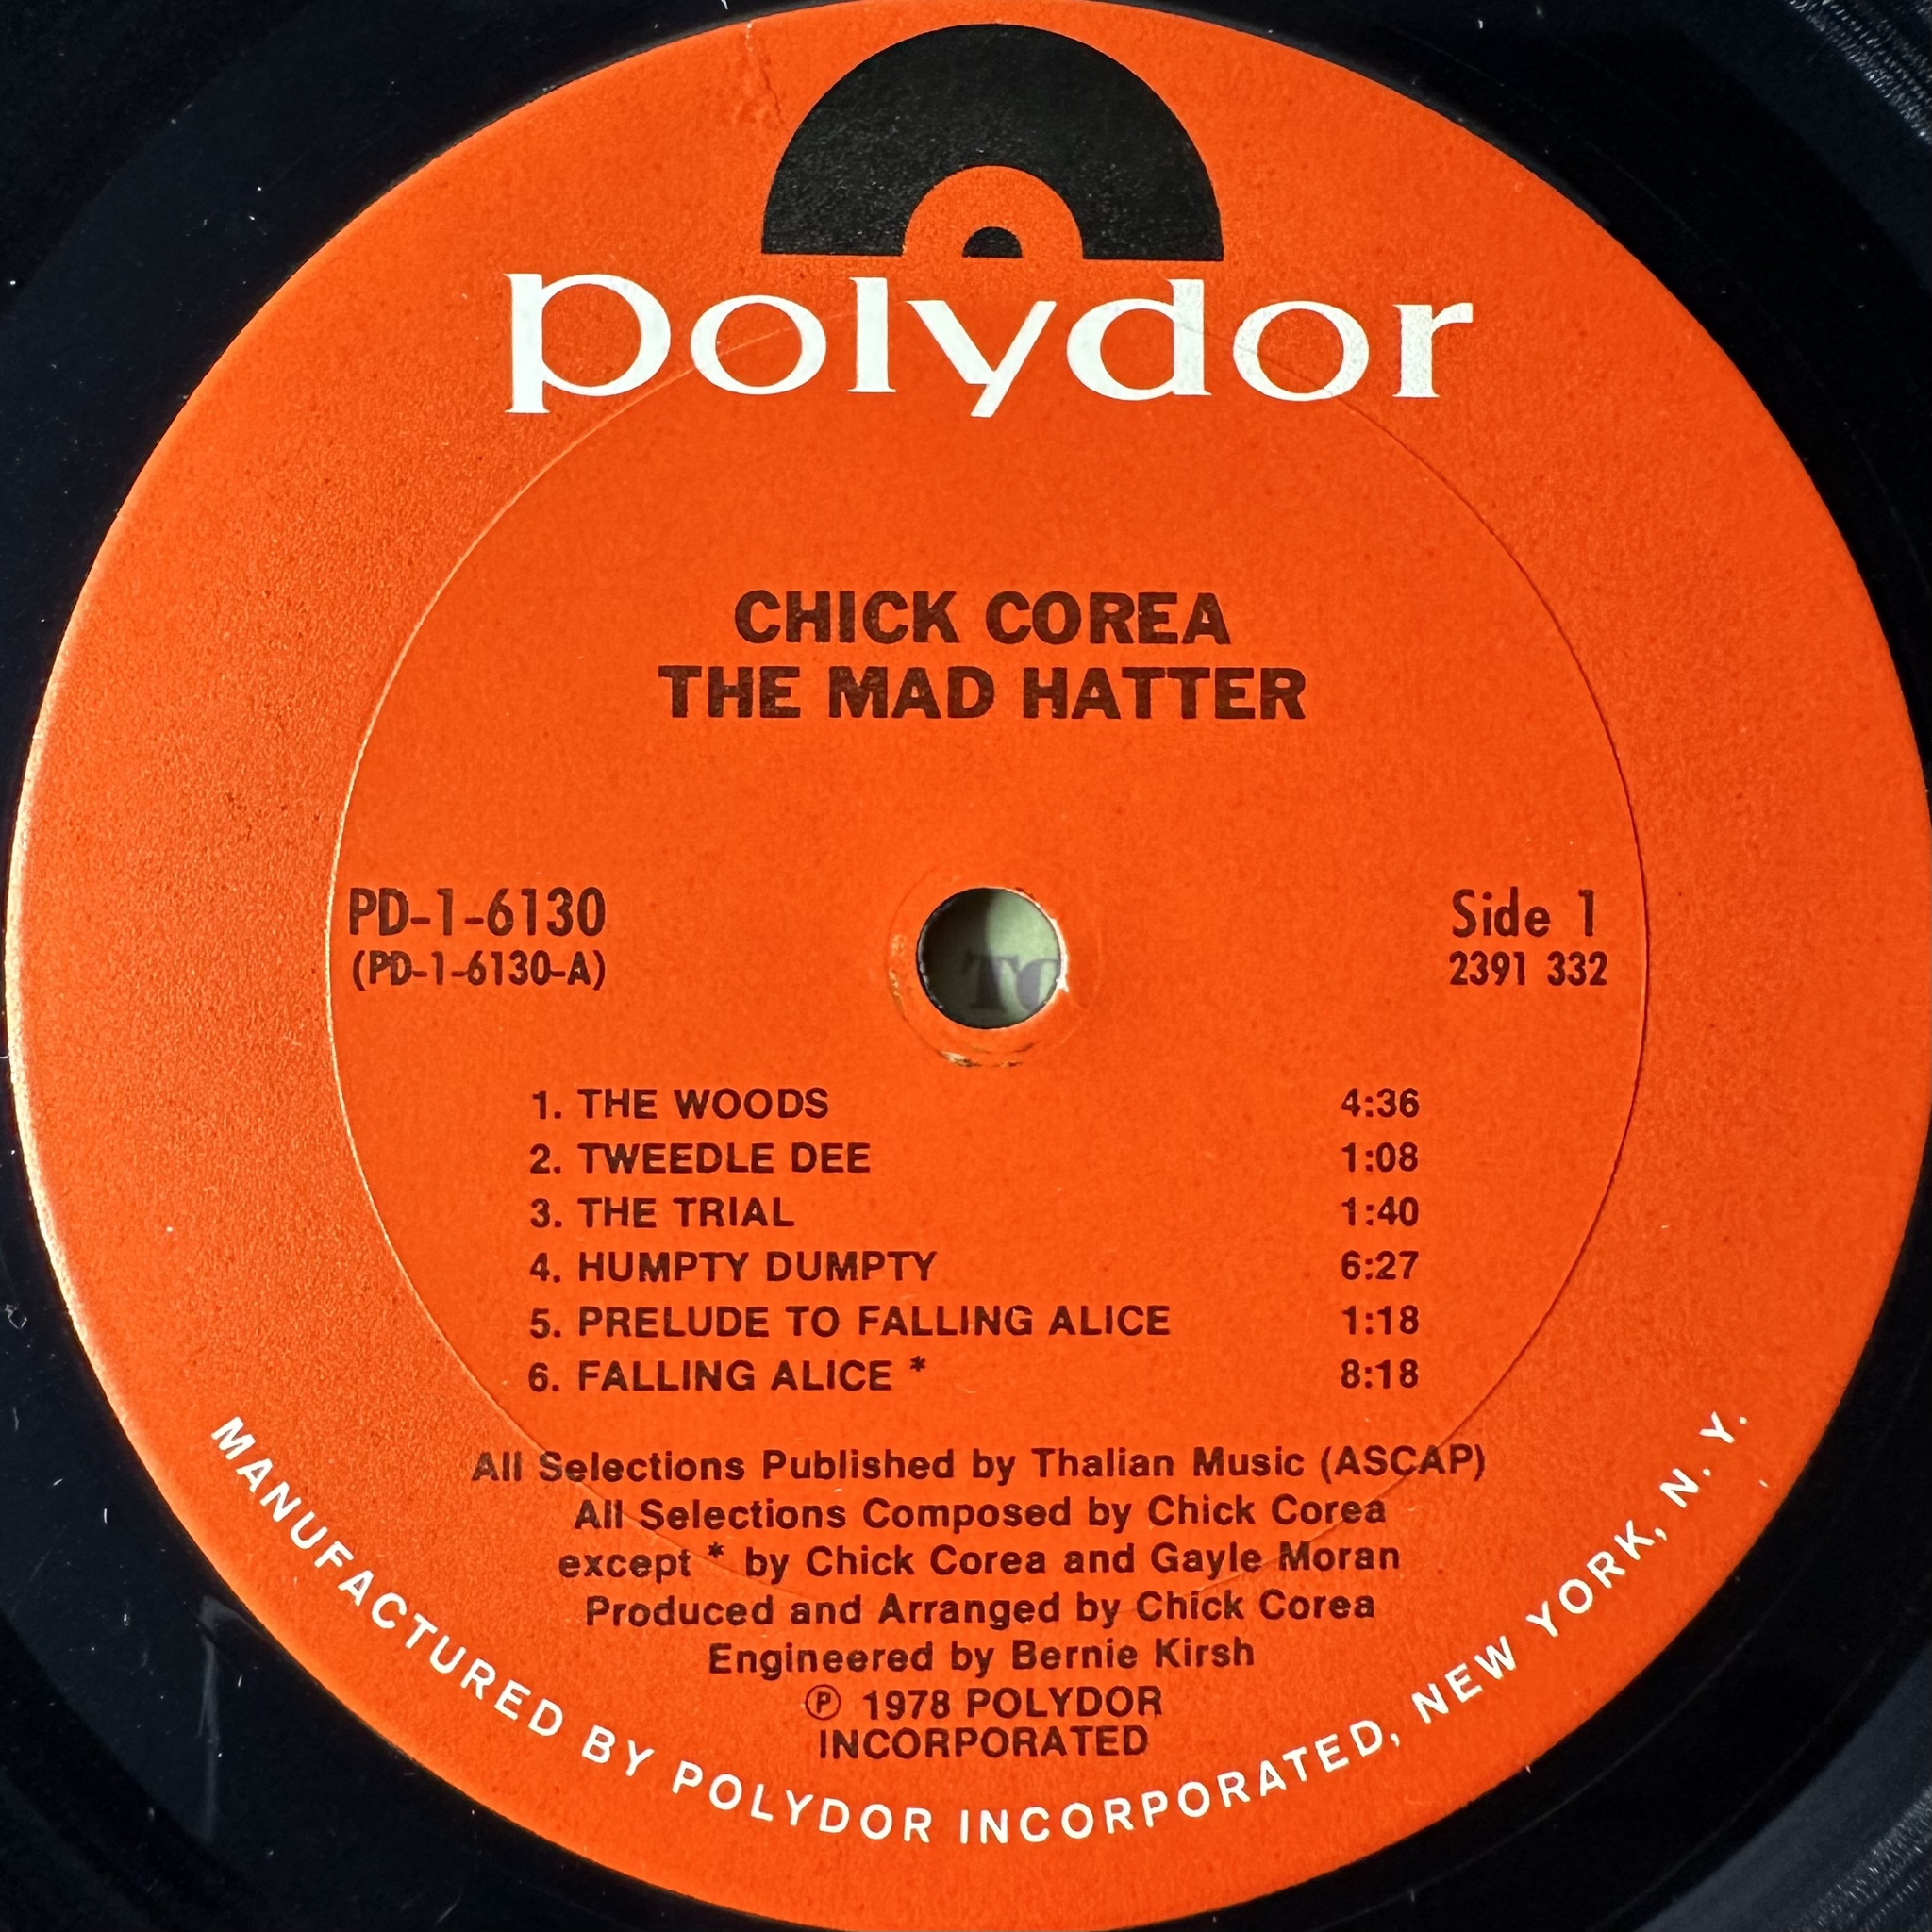 polydor
CHICK COREA
THE MAD HATTER
PD-1-6130
(PD-1-6130-A)
Side 1
2391 332
1. THE WOODS 4:36
2. TWEEDLE DEE 1:08
3. THE TRIAL 1:40
4. HUMPTY DUMPTY 6:27
5. PRELUDE TO FALLING ALICE 1:18
6. FALLING ALICE * 8:18
All Selections Published by Thalian Music (ASCAP)
All Selections Composed by Chick Corea
except * by Chick Corea and Gayle Moran
Produced and Arranged by Chick Corea
Engineered by Bernie Kirsh
℗ 1978 POLYDOR
INCORPORATED
MANUFACTURED BY POLYDOR INCORPORATED, NEW YORK, N. Y.